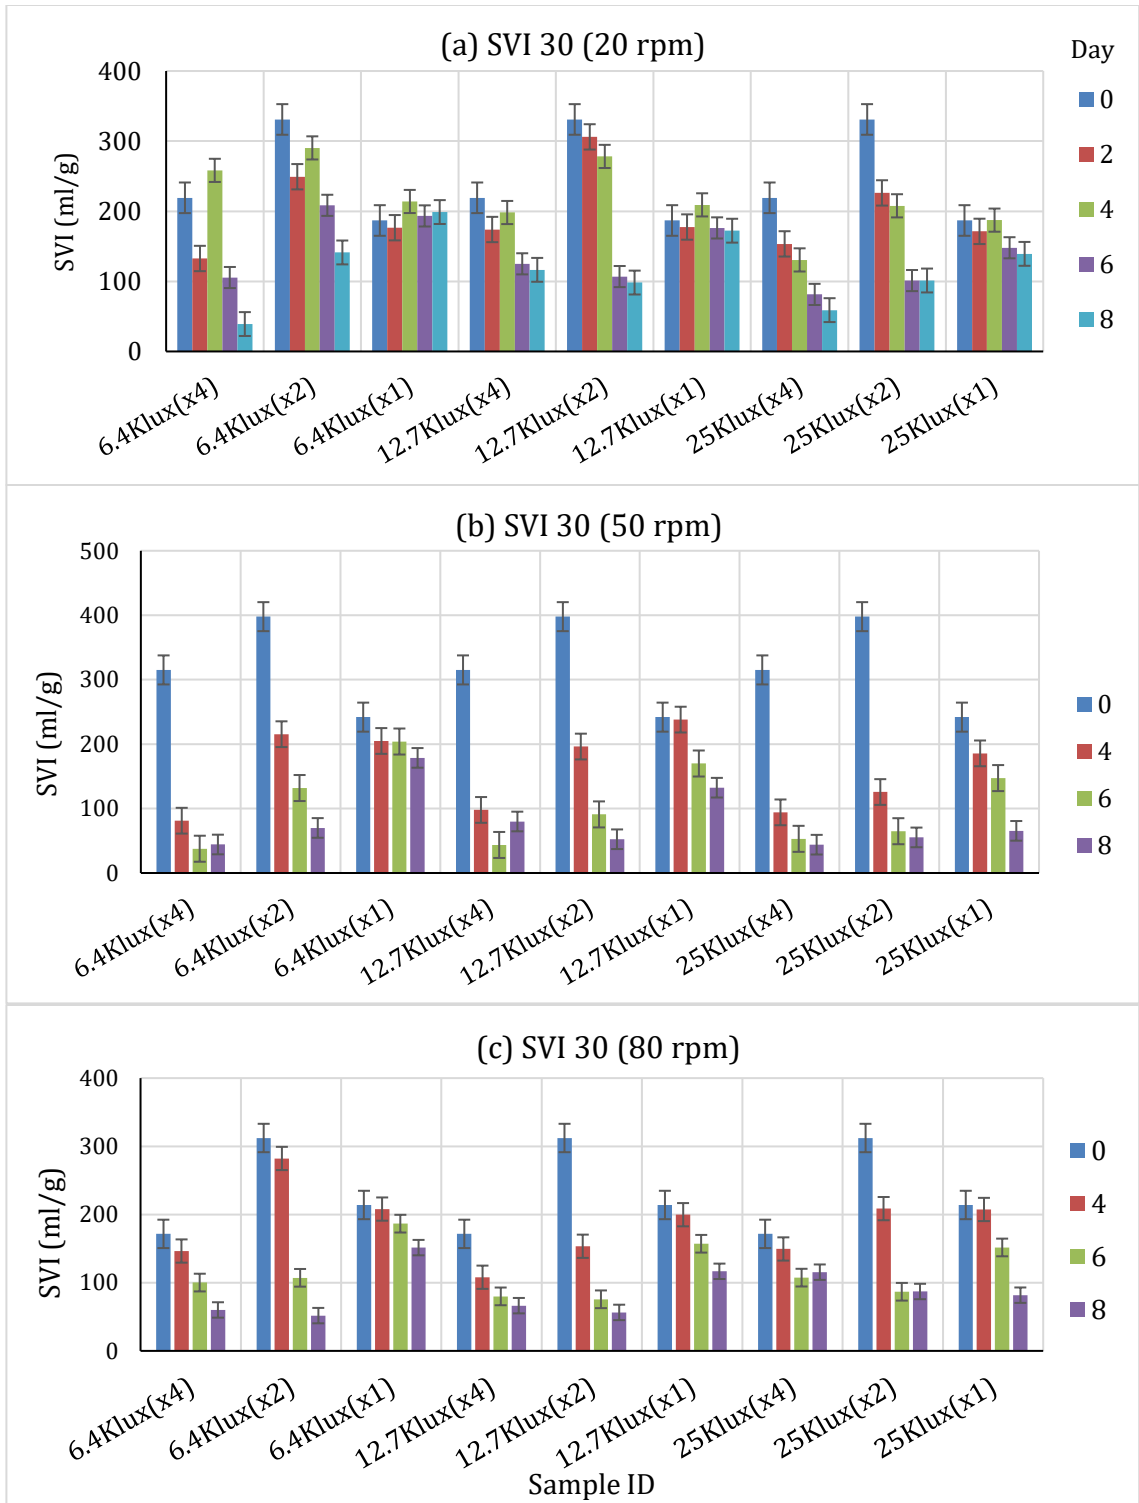 (a) SVI 30 (20 rpm)
Day
SVI (ml/g)
400
300
200
100
0
0
2
4
6
8
6.4Klux(x4)
6.4Klux(x2)
6.4Klux(x1)
12.7Klux(x4)
12.7Klux(x2)
12.7Klux(x1)
25Klux(x4)
25Klux(x2)
25Klux(x1)
(b) SVI 30 (50 rpm)
SVI (ml/g)
500
400
300
200
100
0
0
4
6
8
6.4Klux(x4)
6.4Klux(x2)
6.4Klux(x1)
12.7Klux(x4)
12.7Klux(x2)
12.7Klux(x1)
25Klux(x4)
25Klux(x2)
25Klux(x1)
(c) SVI 30 (80 rpm)
SVI (ml/g)
400
300
200
100
0
0
4
6
8
6.4Klux(x4)
6.4Klux(x2)
6.4Klux(x1)
12.7Klux(x4)
12.7Klux(x2)
12.7Klux(x1)
25Klux(x4)
25Klux(x2)
25Klux(x1)
Sample ID